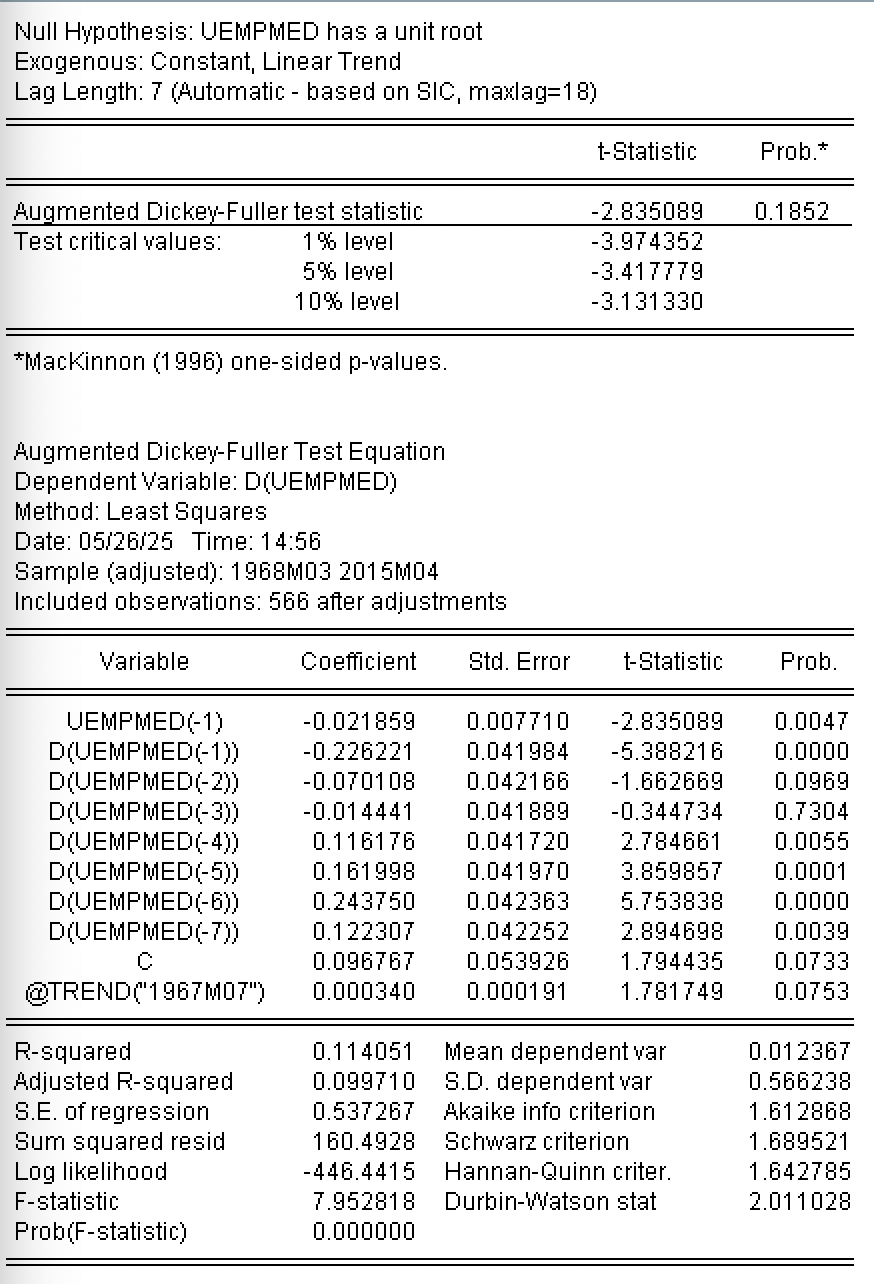 Null Hypothesis: UEMPMED has a unit root
Exogenous: Constant, Linear Trend
Lag Length: 7 (Automatic - based on SIC, maxlag=18)
t-Statistic Prob.*
Augmented Dickey-Fuller test statistic -2.835089 0.1852
Test critical values: 1% level -3.974352
5% level -3.417779
10% level -3.131330
*MacKinnon (1996) one-sided p-values.
Augmented Dickey-Fuller Test Equation
Dependent Variable: D(UEMPMED)
Method: Least Squares
Date: 05/26/25 Time: 14:56
Sample (adjusted): 1968M03 2015M04
Included observations: 566 after adjustments
Variable Coefficient Std. Error t-Statistic Prob.
UEMPMED(-1) -0.021859 0.007710 -2.835089 0.0047
D(UEMPMED(-1)) -0.226221 0.041984 -5.388216 0.0000
D(UEMPMED(-2)) -0.070108 0.042166 -1.662669 0.0969
D(UEMPMED(-3)) -0.014441 0.041889 -0.344734 0.7304
D(UEMPMED(-4)) 0.116176 0.041720 2.784661 0.0055
D(UEMPMED(-5)) 0.161998 0.041970 3.859857 0.0001
D(UEMPMED(-6)) 0.243750 0.042363 5.753838 0.0000
D(UEMPMED(-7)) 0.122307 0.042252 2.894698 0.0039
C 0.096767 0.053926 1.794435 0.0733
@TREND("1967M07") 0.000340 0.000191 1.781749 0.0753
R-squared 0.114051 Mean dependent var 0.012367
Adjusted R-squared 0.099710 S.D. dependent var 0.566238
S.E. of regression 0.537267 Akaike info criterion 1.612868
Sum squared resid 160.4928 Schwarz criterion 1.689521
Log likelihood -446.4415 Hannan-Quinn criter. 1.642785
F-statistic 7.952818 Durbin-Watson stat 2.011028
Prob(F-statistic) 0.000000